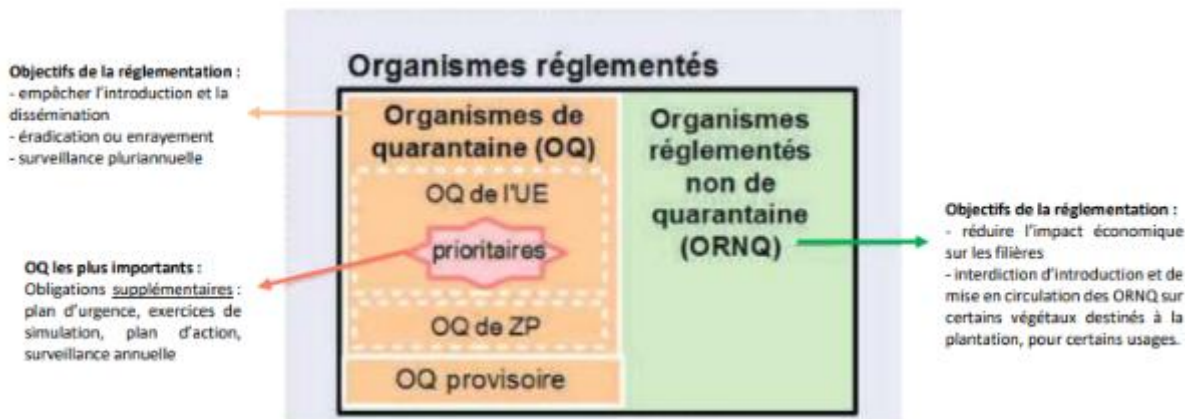 Organismes réglementés
Objectifs de la réglementation :
- empêcher l'introduction et la
dissémination
- éradication ou enrayement
- surveillance pluriannuelle
Organismes de
quarantaine (OQ)
OQ de l'UE
prioritaires
OQ de ZP
OQ provisoire
OQ les plus importants :
Obligations supplémentaires :
plan d'urgence, exercices de
simulation, plan d'action,
surveillance annuelle
Organismes
réglementés
non de
quarantaine
(ORNQ)
Objectifs de la réglementation :
- réduire l'impact économique
sur les filières
- interdiction d'introduction et de
mise en circulation des ORNQ sur
certains végétaux destinés à la
plantation, pour certains usages.